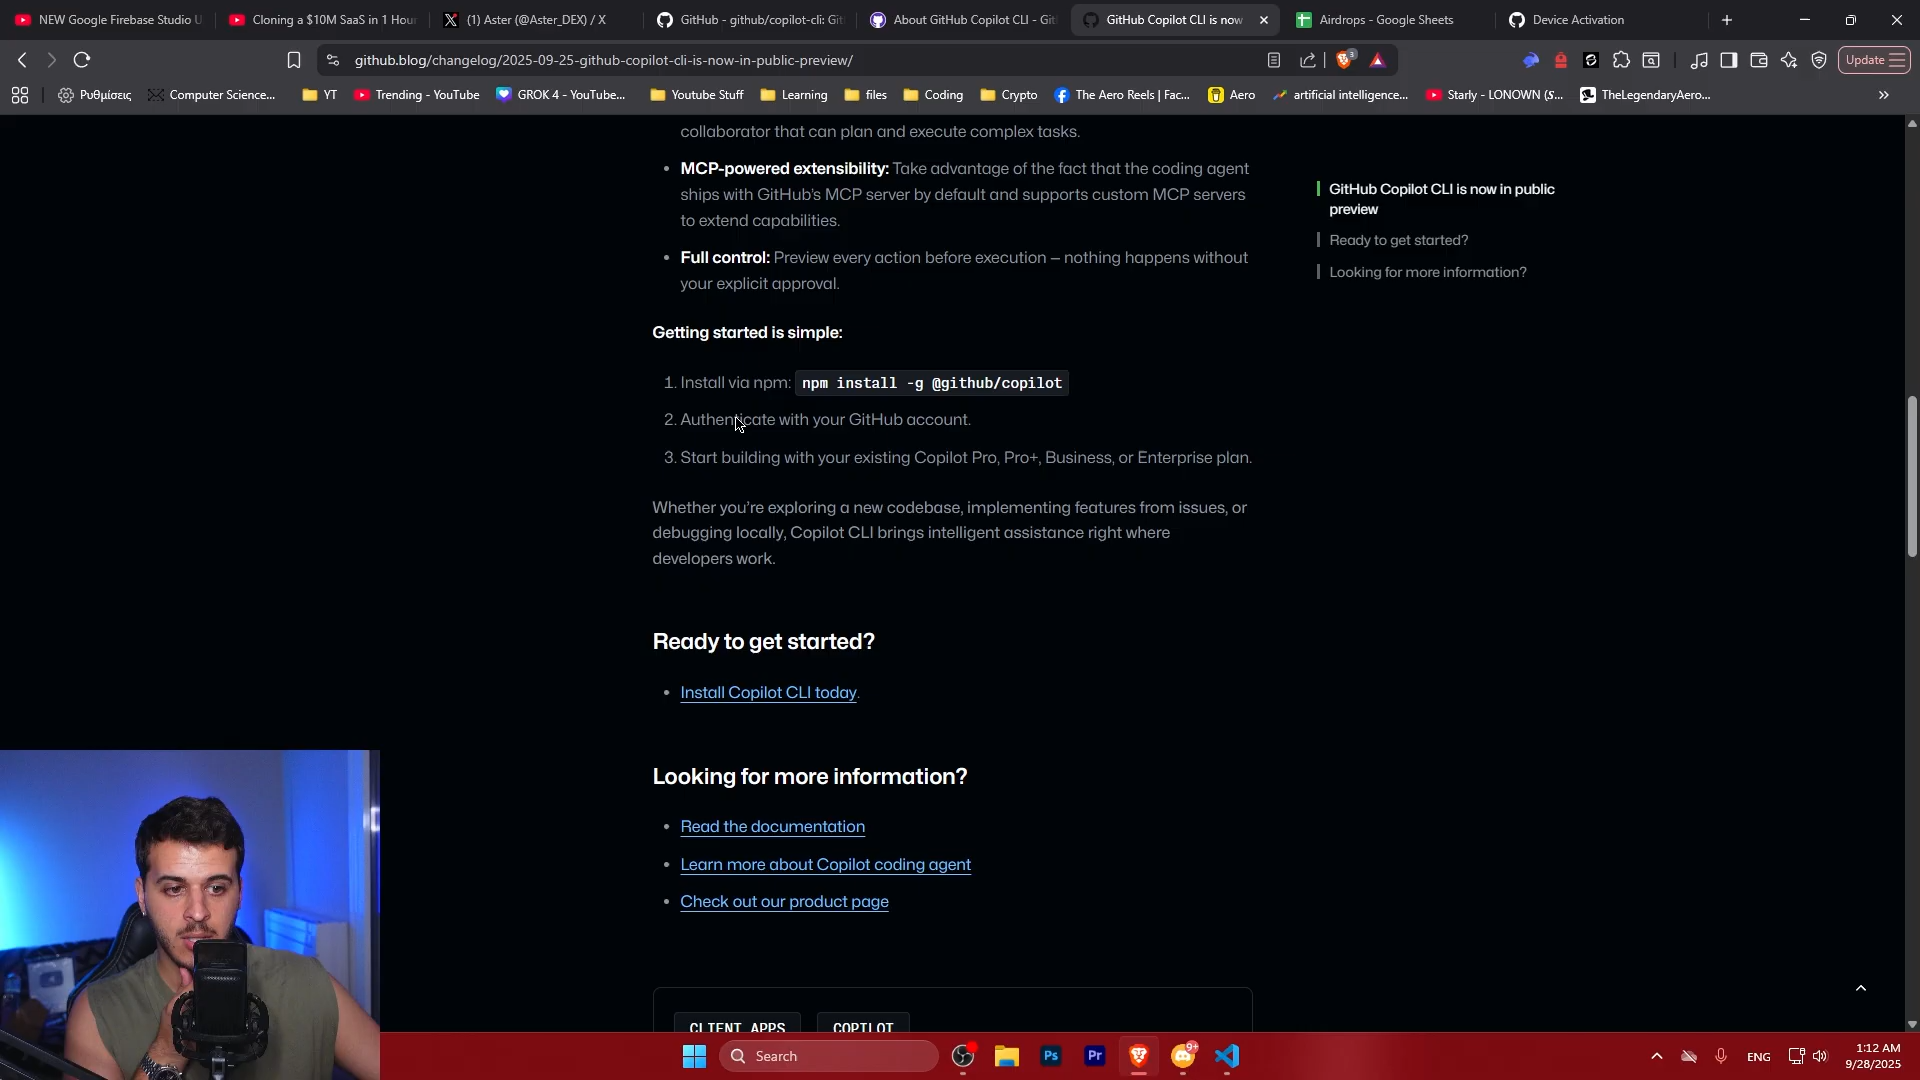 NEW Google Firebase Studio U
Cloning a $10M SaaS in 1 Hour
(1) Aster (@Aster_DEX) / X
GitHub - github/copilot-cli: Git
About GitHub Copilot CLI - Git
GitHub Copilot CLI is now
Airdrops - Google Sheets
Device Activation
github.blog/changelog/2025-09-25-github-copilot-cli-is-now-in-public-preview/
3
Update
Ρυθμίσεις
Computer Science...
YT
Trending - YouTube
GROK 4 - YouTube...
Youtube Stuff
Learning
files
Coding
Crypto
The Aero Reels | Fac...
Aero
artificial intelligence...
Starly - LONOWN (𝑺...
TheLegendaryAero...
collaborator that can plan and execute complex tasks.
• MCP-powered extensibility: Take advantage of the fact that the coding agent
ships with GitHub’s MCP server by default and supports custom MCP servers
to extend capabilities.
• Full control: Preview every action before execution — nothing happens without
your explicit approval.
Getting started is simple:
1. Install via npm: npm install -g @github/copilot
2. Authenticate with your GitHub account.
3. Start building with your existing Copilot Pro, Pro+, Business, or Enterprise plan.
Whether you’re exploring a new codebase, implementing features from issues, or
debugging locally, Copilot CLI brings intelligent assistance right where
developers work.
Ready to get started?
• Install Copilot CLI today.
Looking for more information?
• Read the documentation
• Learn more about Copilot coding agent
• Check out our product page
CLIENT APPS
COPILOT
GitHub Copilot CLI is now in public
preview
Ready to get started?
Looking for more information?
Search
Ps
Pr
9+
ENG
1:12 AM
9/28/2025